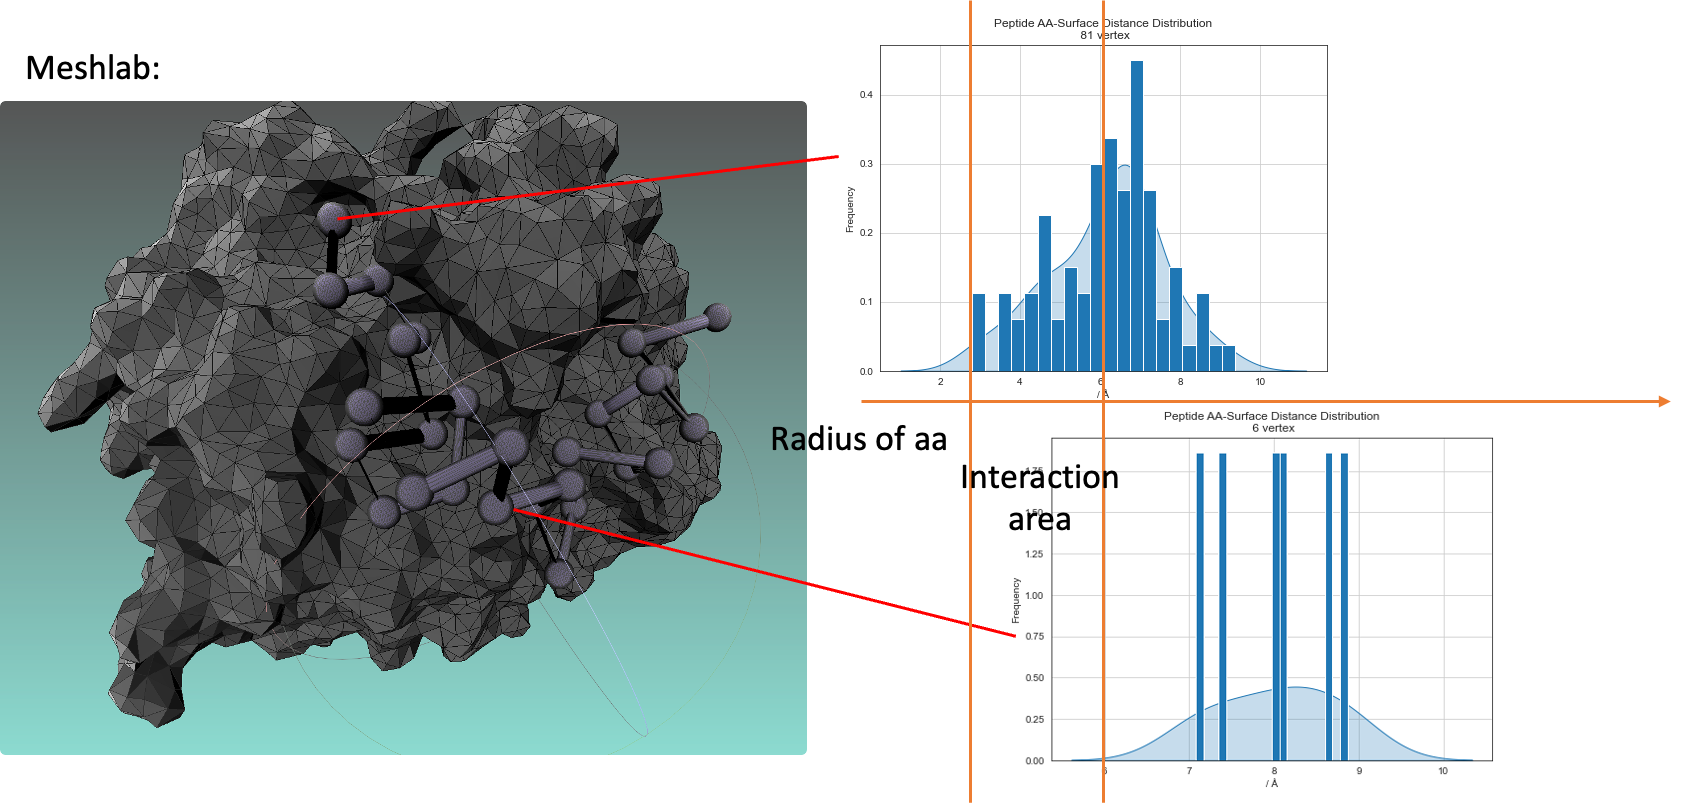 Meshlab:
Peptide AA-Surface Distance Distribution
81 vertex
Frequency
0.4
0.3
0.2
0.1
0.0
2
4
6
8
10
/ Å
Radius of aa
Interaction
area
Peptide AA-Surface Distance Distribution
6 vertex
Frequency
1.75
1.50
1.25
1.00
0.75
0.50
0.25
0.00
6
7
8
9
10
/ Å